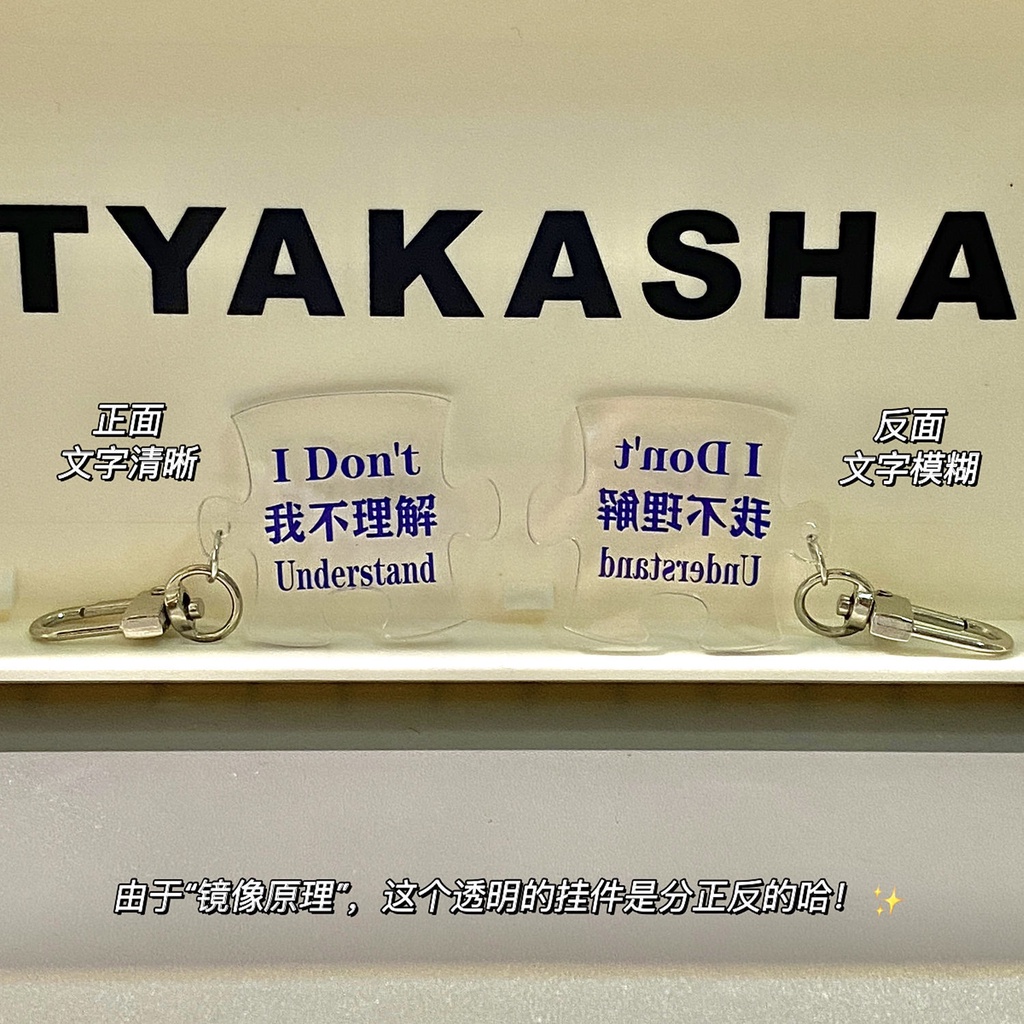 TYAKASHA
正面
文字清晰
I Don't
我不理解
Understand
I Don't
我不理解
Understand
反面
文字模糊
由于“镜像原理”，这个透明的挂件是分正反的哈！✨